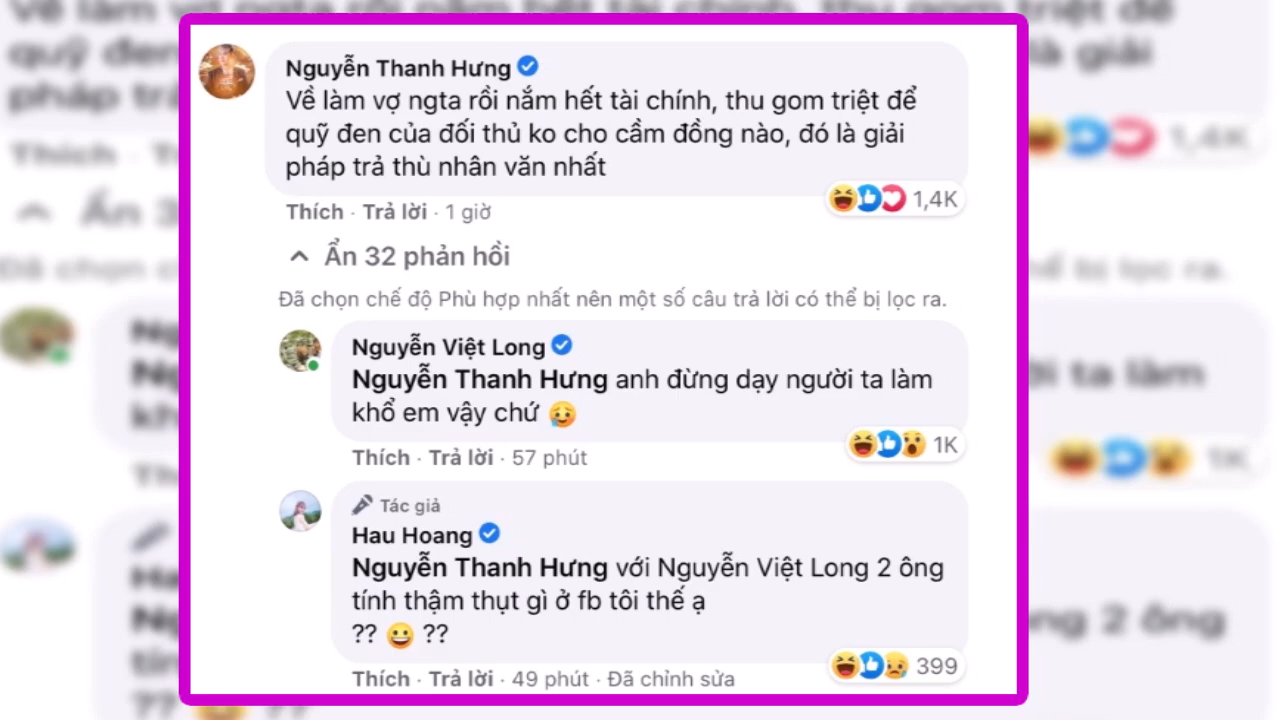 Nguyễn Thanh Hưng
Về làm vợ ngta rồi nắm hết tài chính, thu gom triệt để
quỹ đen của đối thủ ko cho cầm đồng nào, đó là giải
pháp trả thù nhân văn nhất
1,4K
Thích · Trả lời · 1 giờ
Ẩn 32 phản hồi
Đã chọn chế độ Phù hợp nhất nên một số câu trả lời có thể bị lọc ra.
Nguyễn Việt Long
Nguyễn Thanh Hưng anh đừng dạy người ta làm
khổ em vậy chứ 😥
1K
Thích · Trả lời · 57 phút
Tác giả
Hau Hoang
Nguyễn Thanh Hưng với Nguyễn Việt Long 2 ông
tính thậm thụt gì ở fb tôi thế ạ
?? 😀 ??
399
Thích · Trả lời · 49 phút · Đã chỉnh sửa